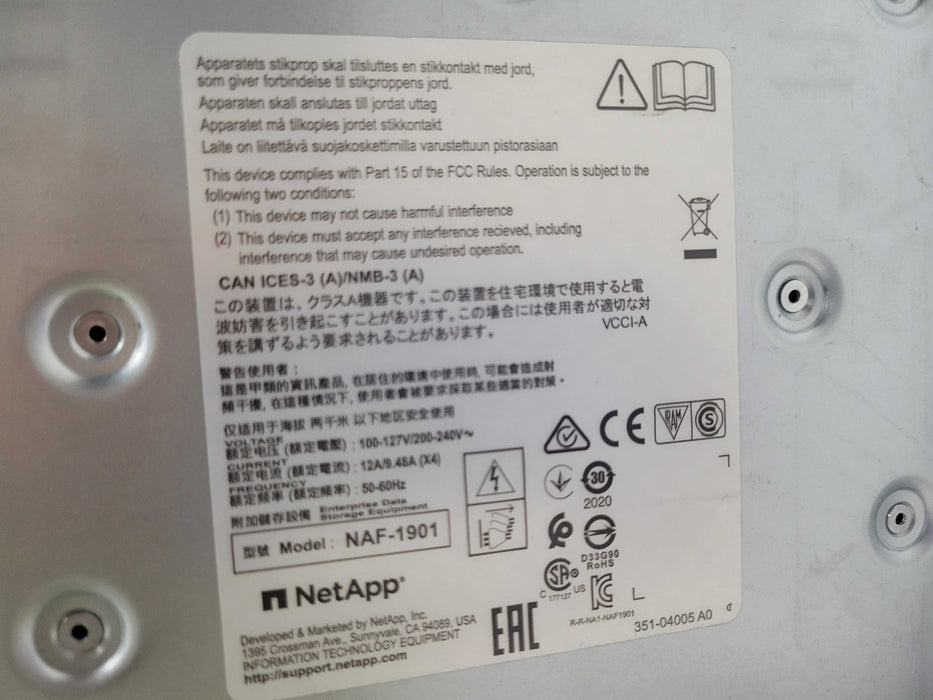 Apparatets stikprop skal tilsluttes en stikkontakt med jord,
som giver forbindelse til stikproppens jord.
Apparaten skall anslutas till jordat uttag
Apparatet må tilkoples jordet stikkontakt
Laite on liitettävä suojakoskettimilla varustettuun pistorasiaan
This device complies with Part 15 of the FCC Rules. Operation is subject to the
following two conditions:
(1) This device may not cause harmful interference
(2) This device must accept any interference recieved, including
interference that may cause undesired operation.
CAN ICES-3 (A)/NMB-3 (A)
この装置は、クラスA機器です。この装置を住宅環境で使用すると電
波妨害を引き起こすことがあります。この場合には使用者が適切な対
策を講ずるよう要求されることがあります。
VCCI-A
警告使用者：
這是甲類的資訊產品, 在居住的環境中使用時, 可能會造成射
頻干擾, 在這種情況下, 使用者會被要求採取某些適當的對策。
仅适用于海拔 两千米 以下地区安全使用
VOLTAGE
额定电压 (額定電壓) : 100-127V/200-240V~
CURRENT
额定电流 (額定電流) : 12A/9.48A (X4)
FREQUENCY
额定频率 (額定頻率) : 50-60Hz
附加儲存設備 Enterprise Data
Storage Equipment
型號 Model : NAF-1901
NetApp®
Developed & Marketed by NetApp, Inc.
1395 Crossman Ave., Sunnyvale, CA 94089, USA
INFORMATION TECHNOLOGY EQUIPMENT
http://support.netapp.com
CE
IRAM
S
30
2020
D33G90
RoHS
SA
C US
177127
EAC
R-R-NA1-NAF1901
351-04005 A0